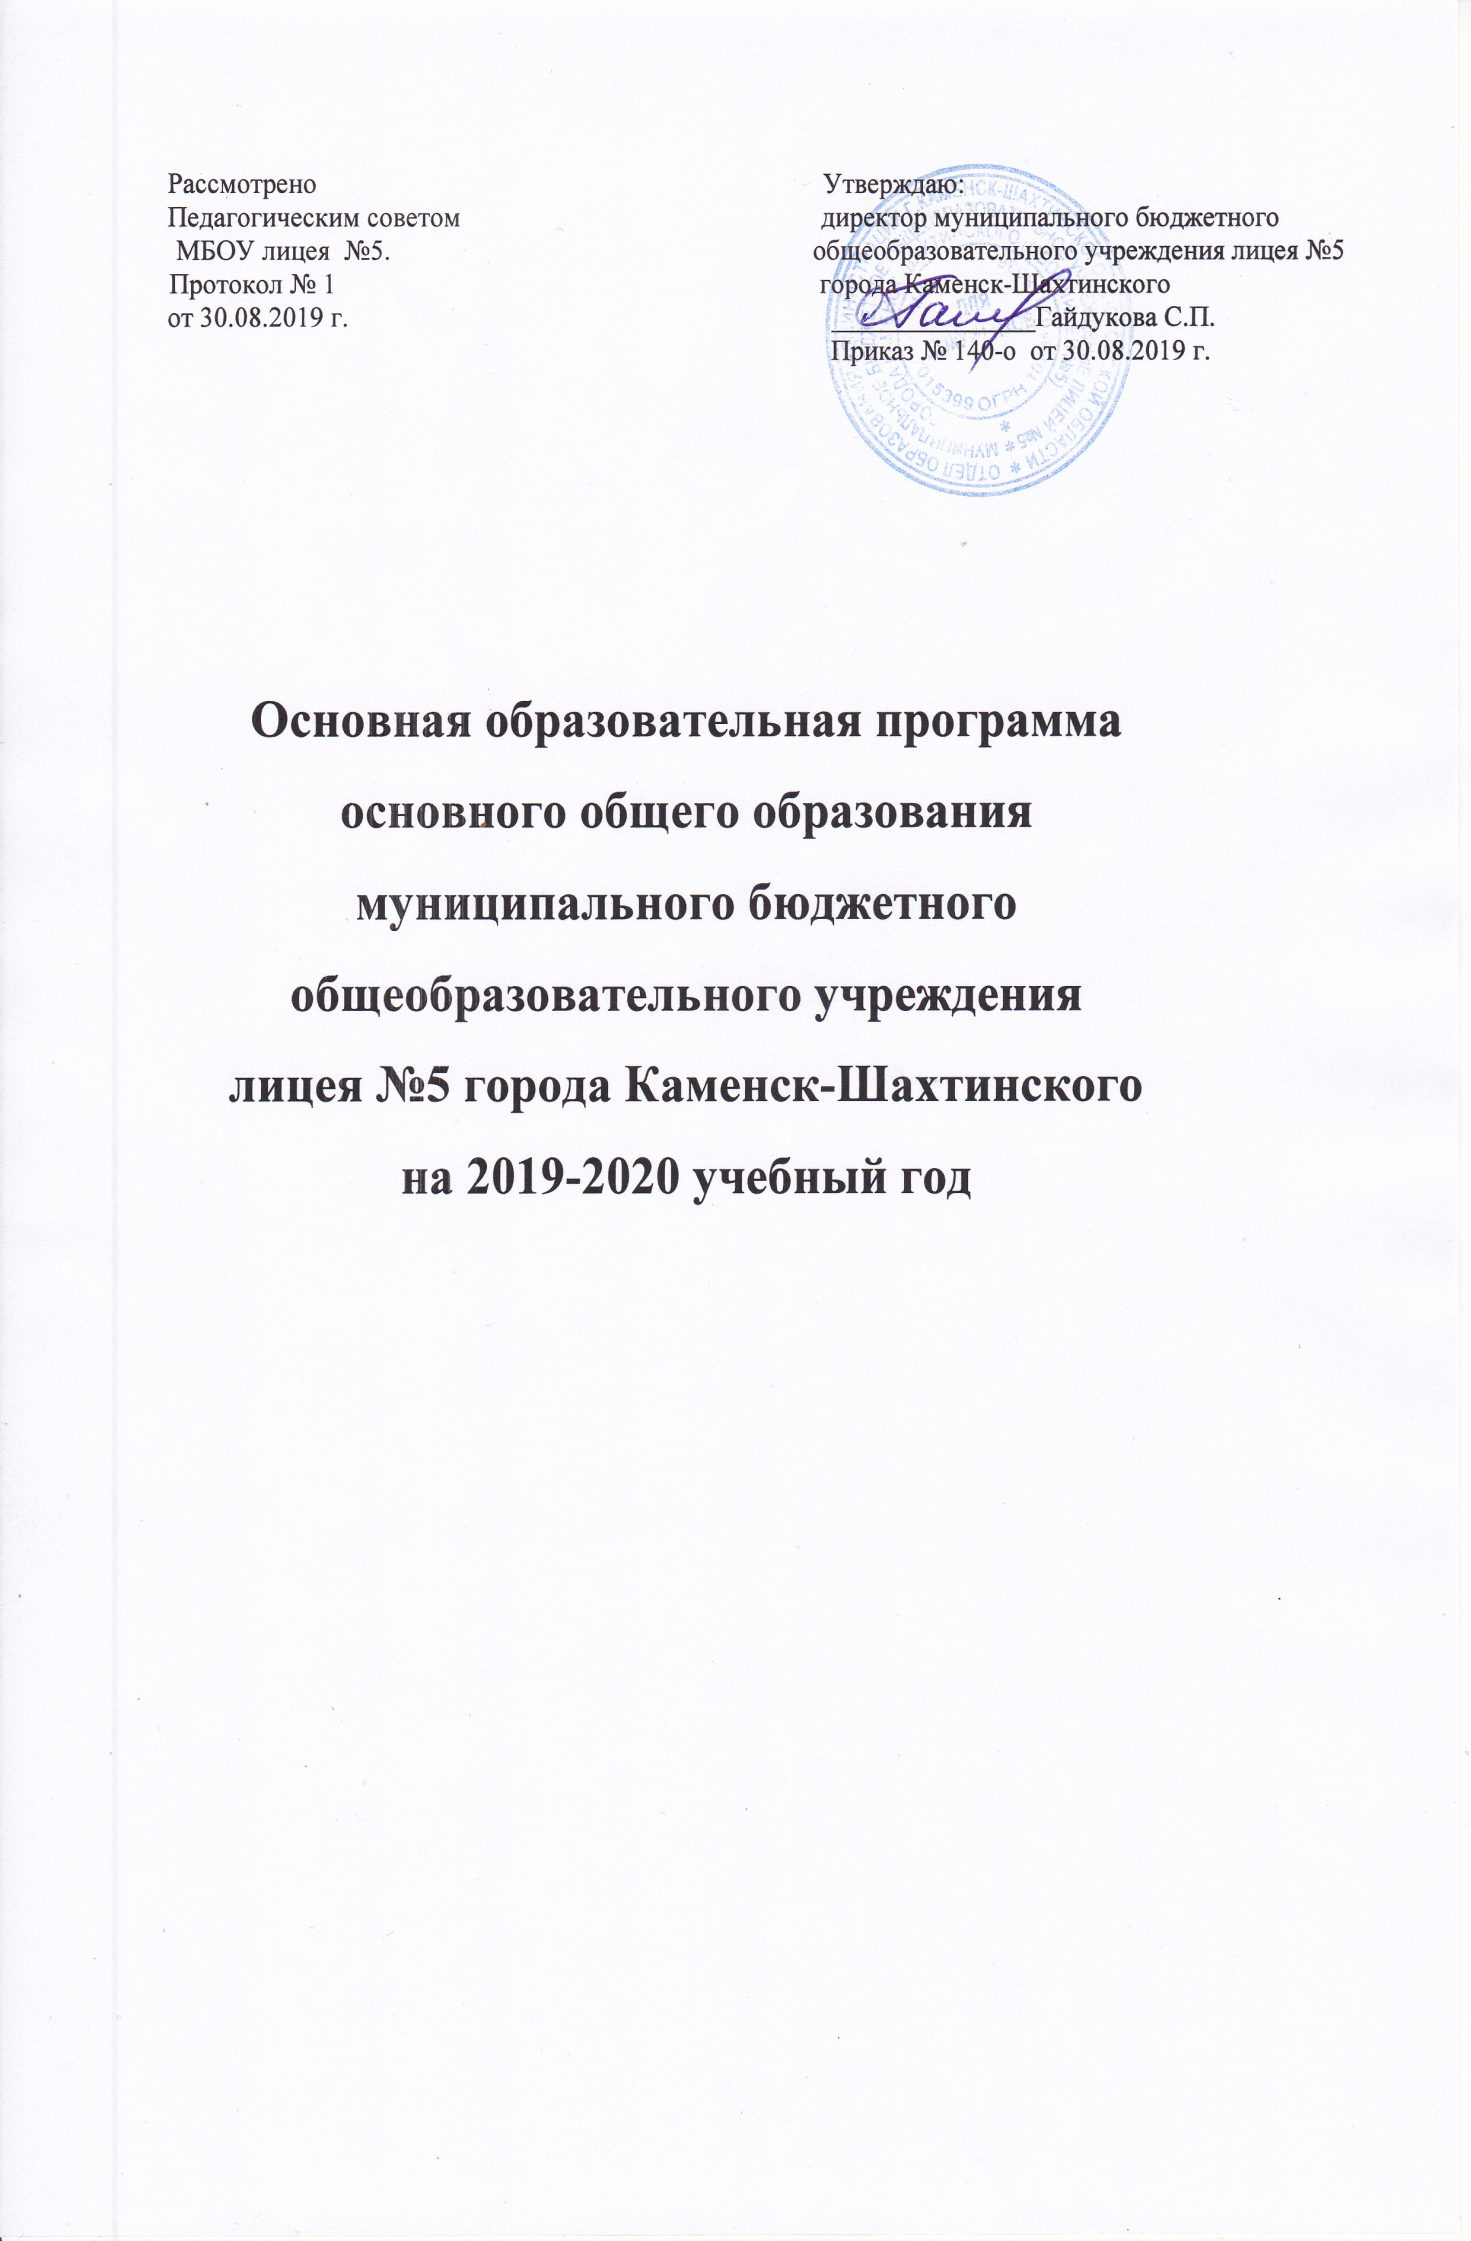 Рассмотрено
Педагогическим советом
МБОУ лицея №5.
Протокол № 1
от 30.08.2019 г.
Утверждаю:
директор муниципального бюджетного
общеобразовательного учреждения лицея №5
города Каменск-Шахтинского
Гайдукова С.П.
Приказ № 140-о от 30.08.2019 г.
Основная образовательная программа
основного общего образования
муниципального бюджетного
общеобразовательного учреждения
лицея №5 города Каменск-Шахтинского
на 2019-2020 учебный год